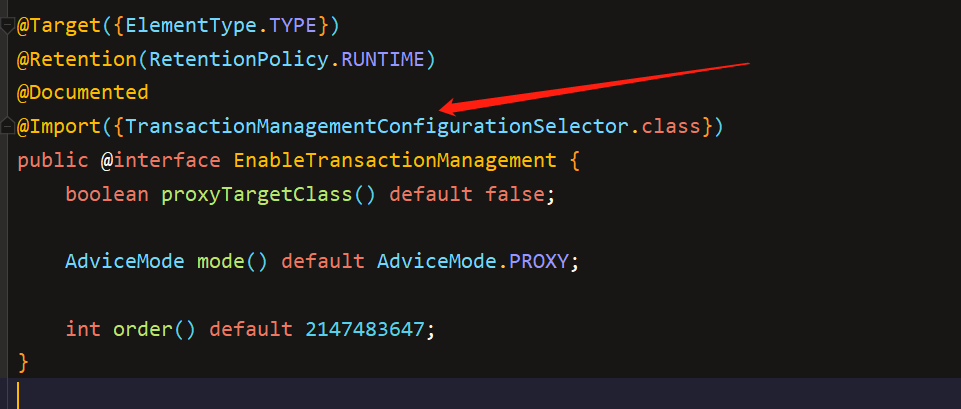 @Target({ElementType.TYPE})
@Retention(RetentionPolicy.RUNTIME)
@Documented
@Import({TransactionManagementConfigurationSelector.class})
public @interface EnableTransactionManagement {
    boolean proxyTargetClass() default false;

    AdviceMode mode() default AdviceMode.PROXY;

    int order() default 2147483647;
}